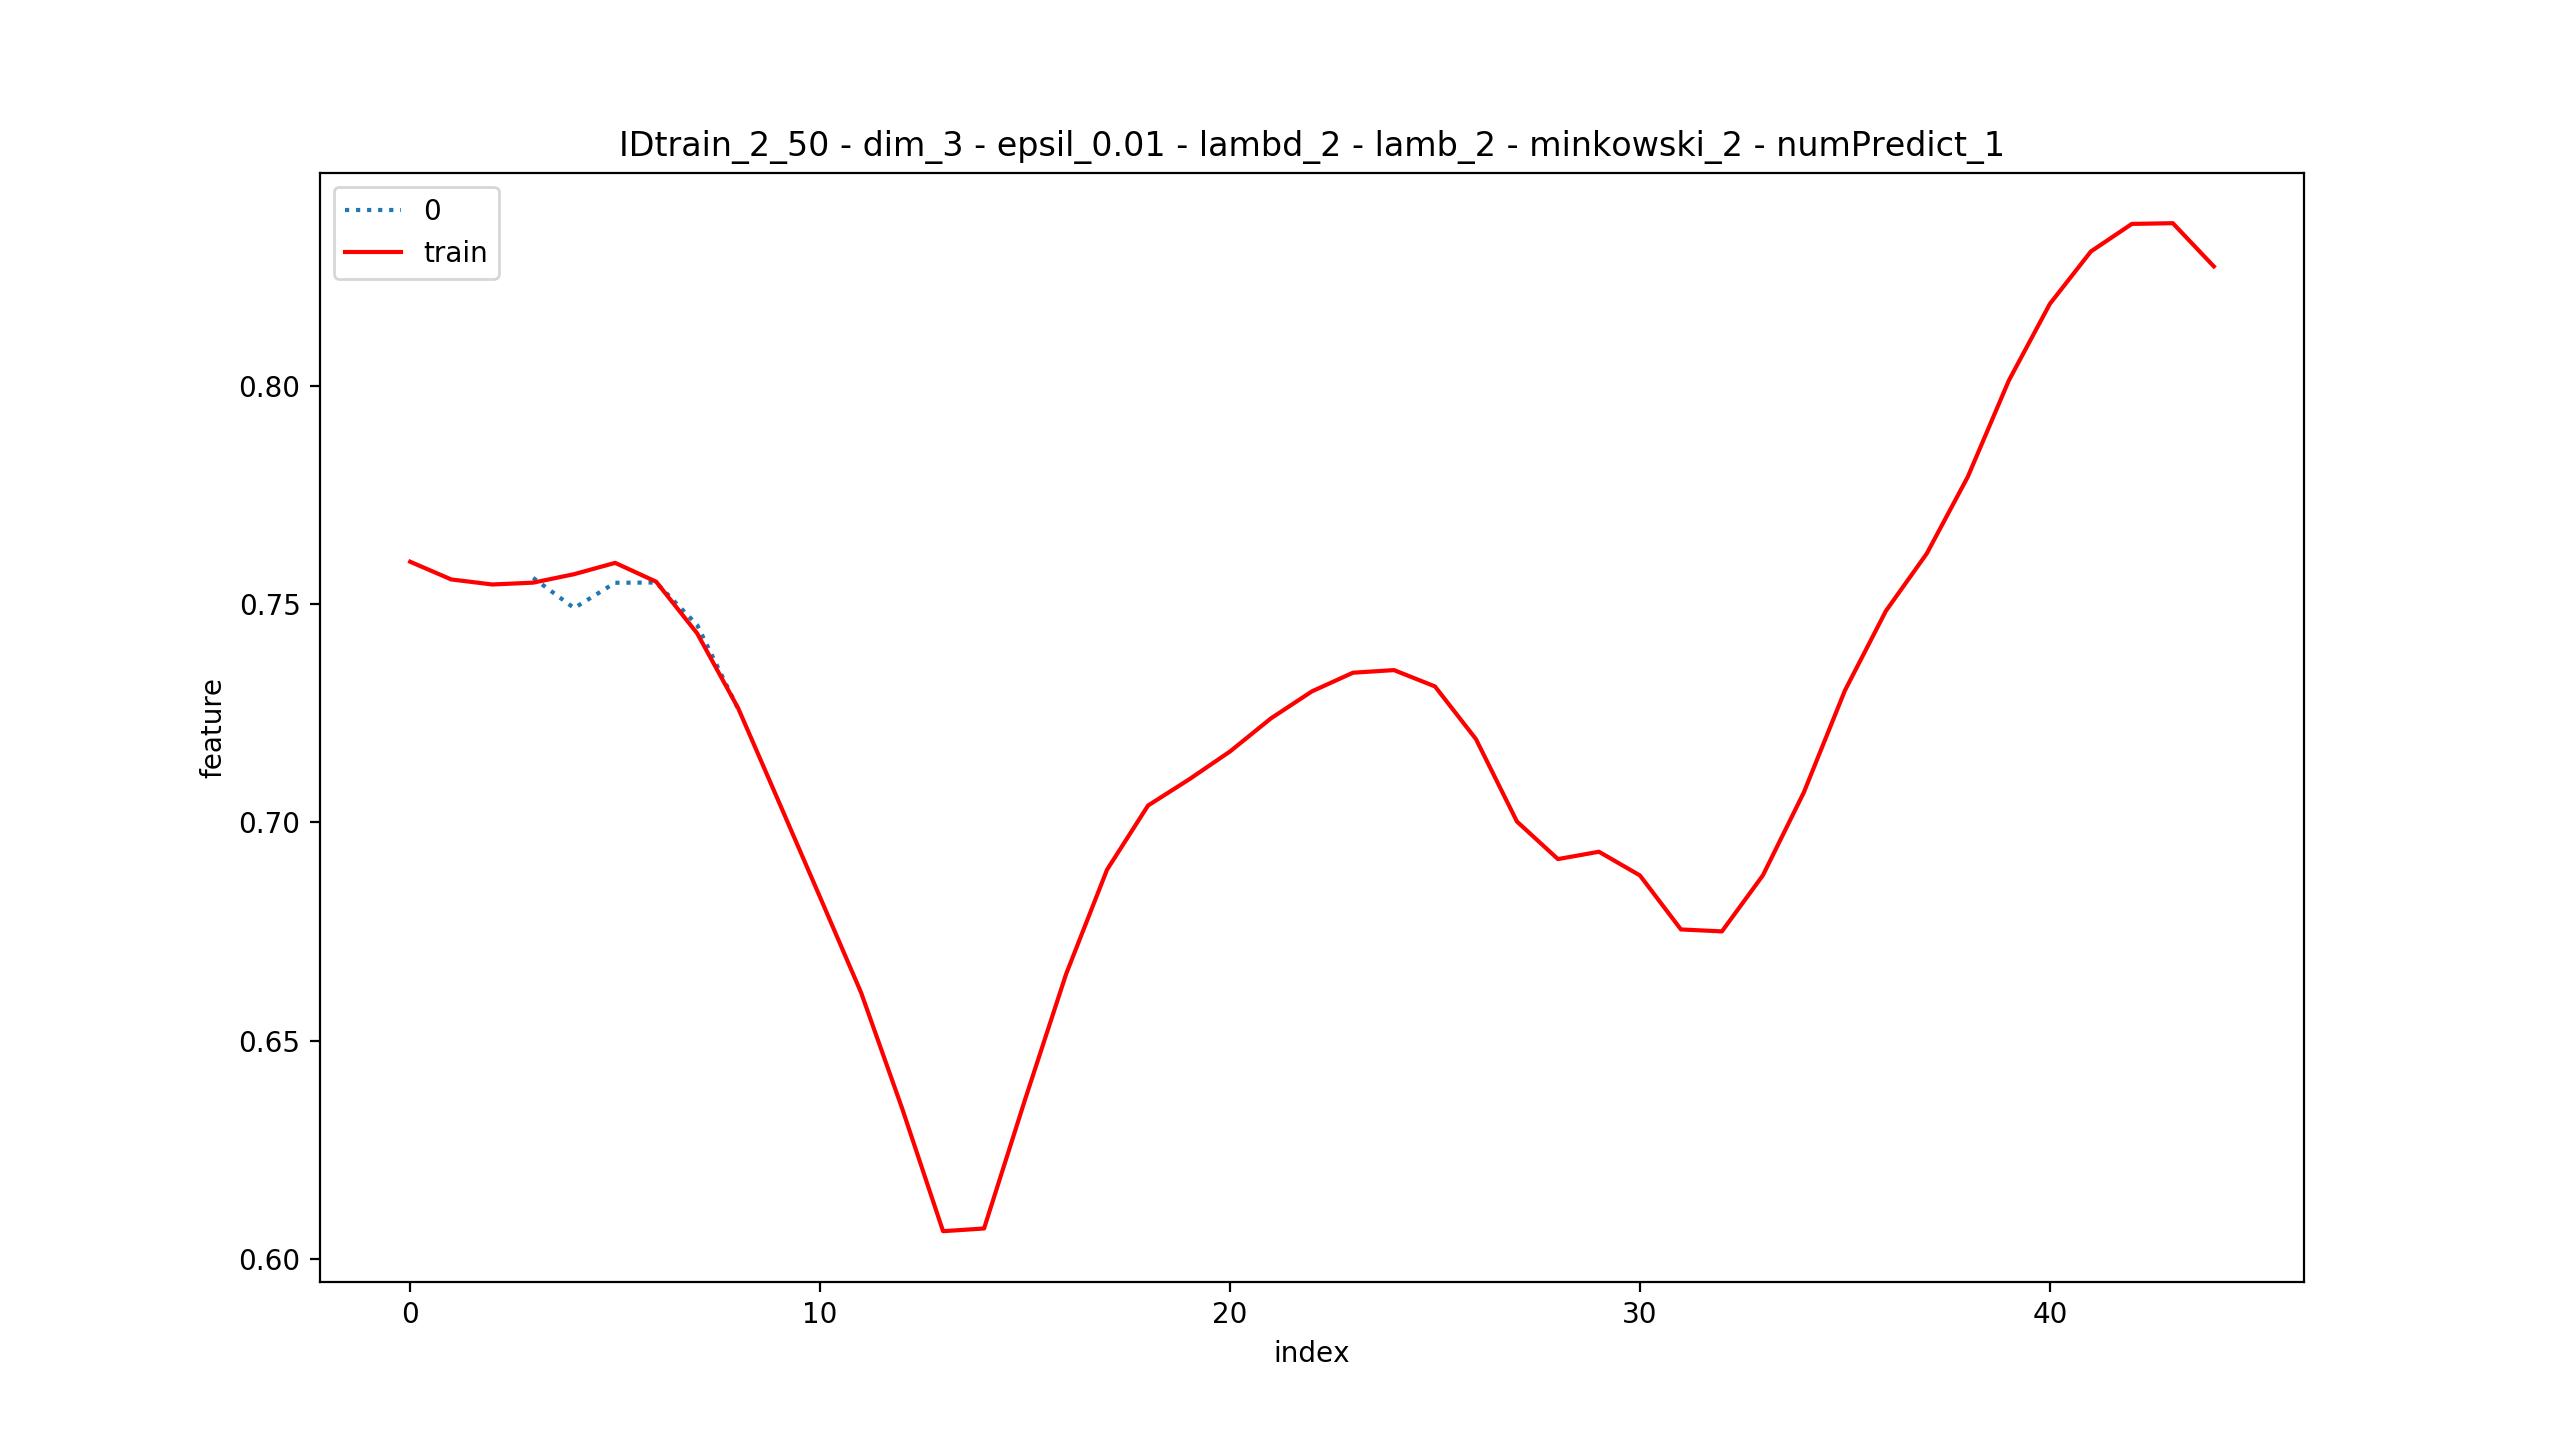 IDtrain_2_50 - dim_3 - epsil_0.01 - lambd_2 - lamb_2 - minkowski_2 - numPredict_1
0
train
0.80
0.75
0.70
0.65
0.60
feature
0 10 20 30 40
index